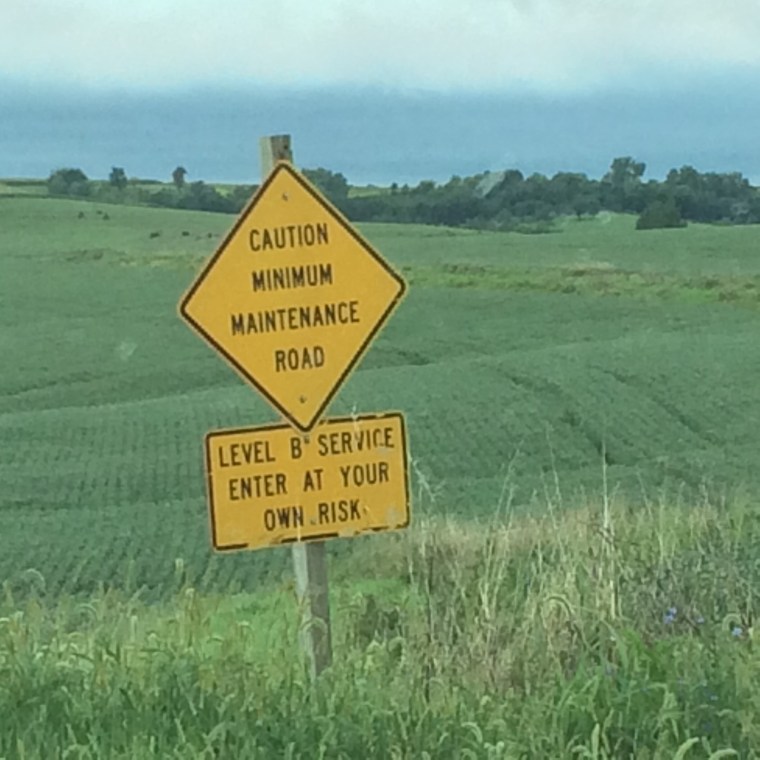 CAUTION
MINIMUM
MAINTENANCE
ROAD
LEVEL B SERVICE
ENTER AT YOUR
OWN RISK